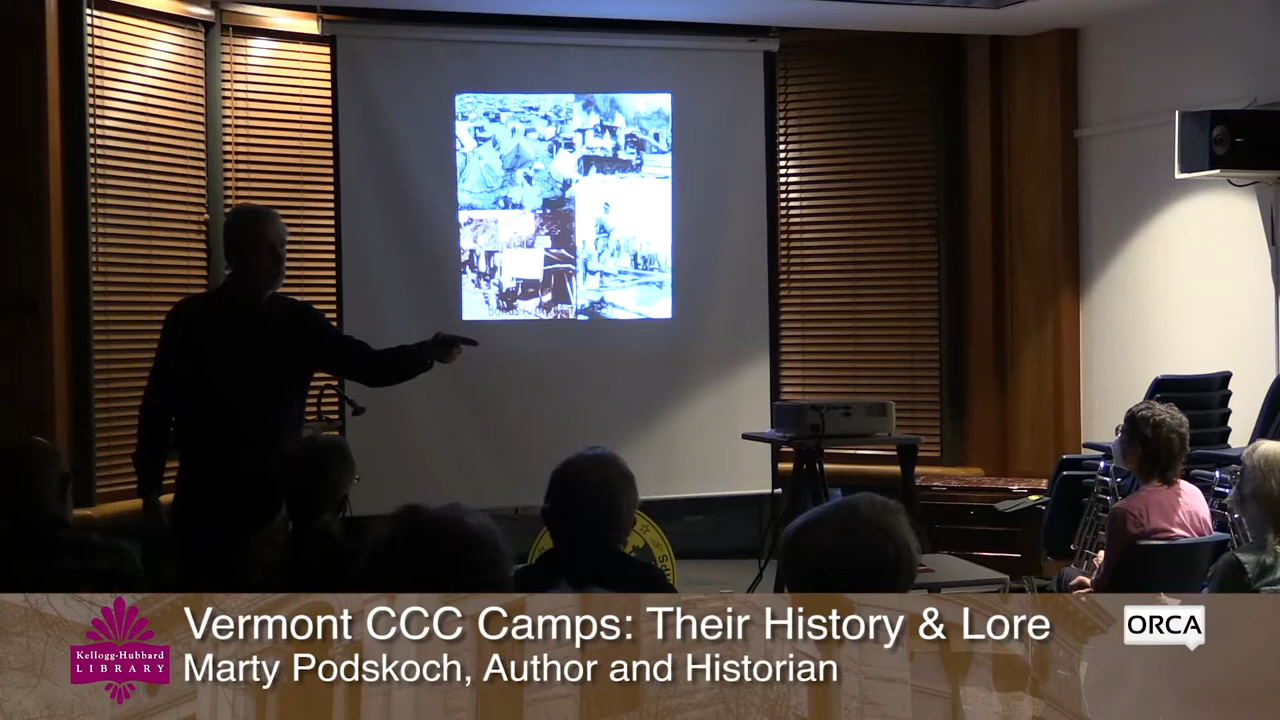 Vermont CCC Camps: Their History & Lore
Marty Podskoch, Author and Historian
Kellogg-Hubbard
LIBRARY
ORCA